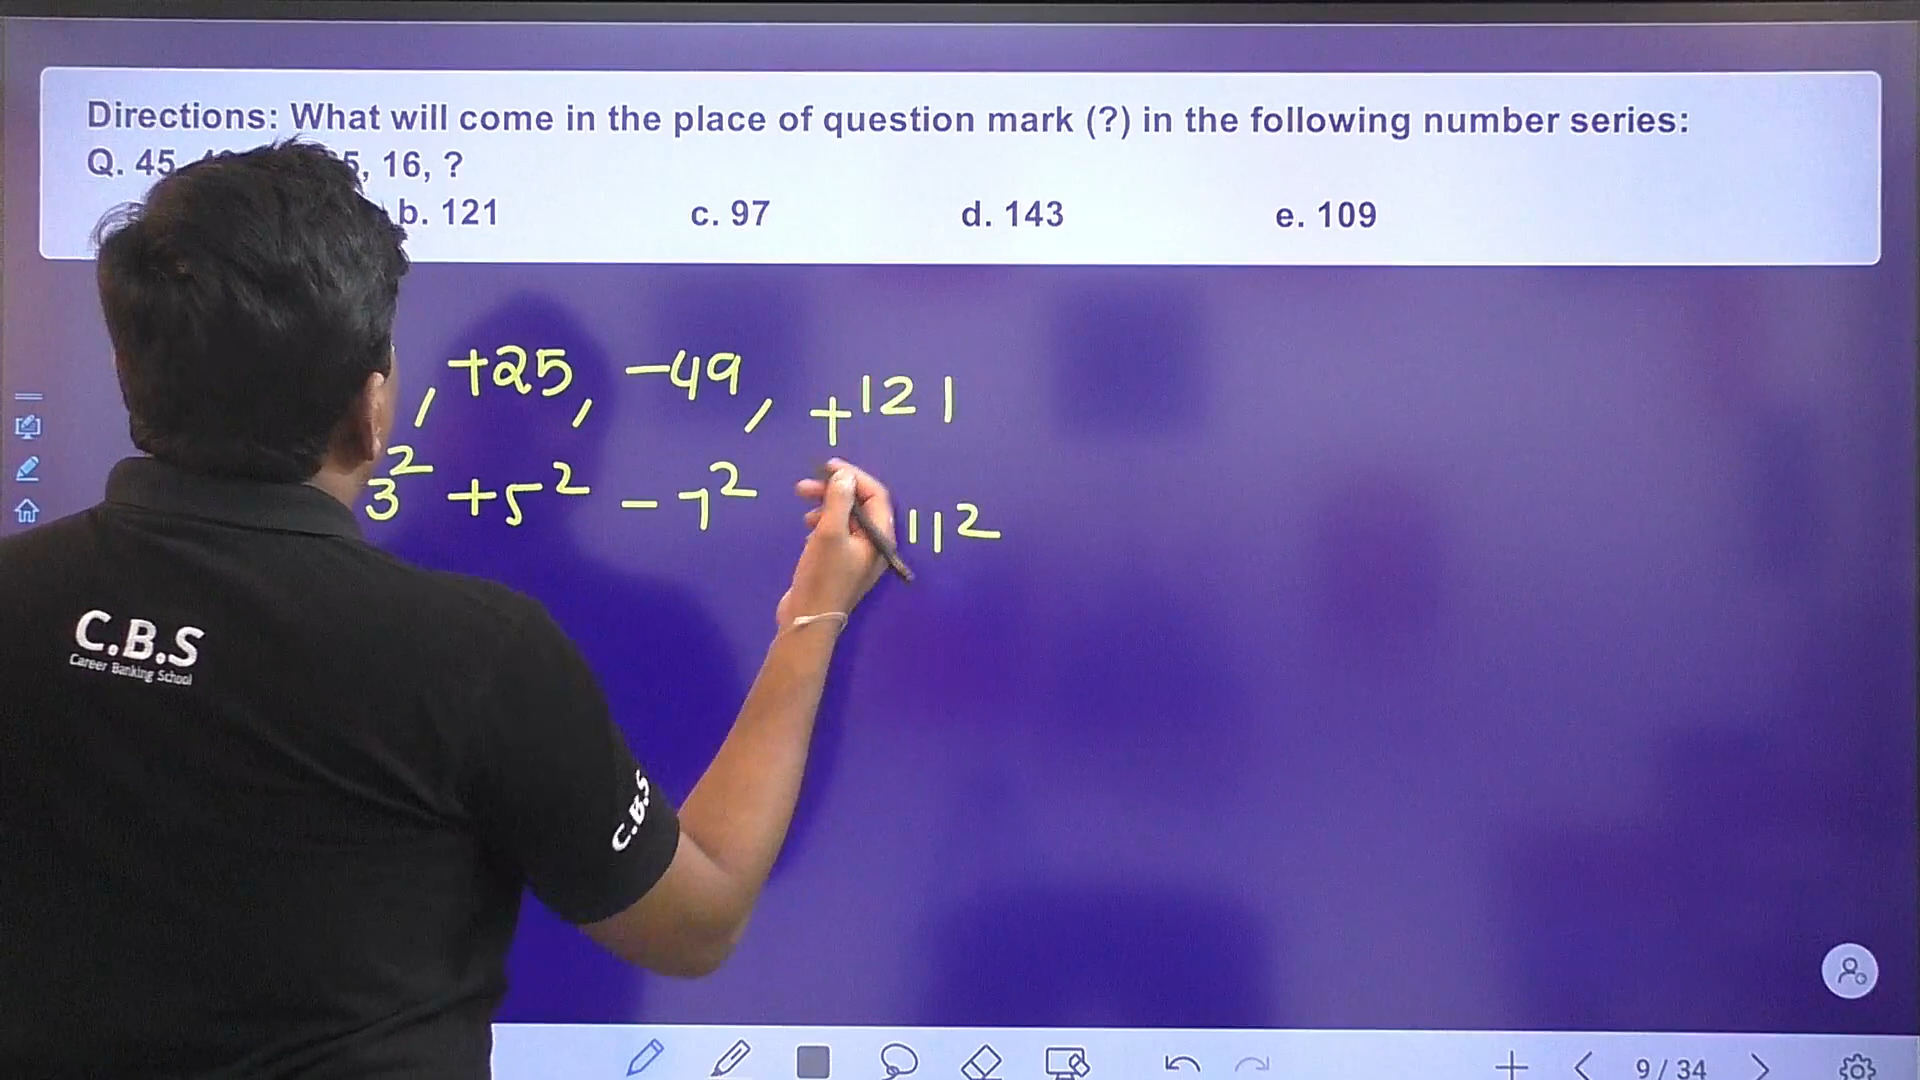 Directions: What will come in the place of question mark (?) in the following number series:
Q. 45, 5, 16, ?
b. 121 c. 97 d. 143 e. 109
, +25, -49, +121
3² +5² -7² 11²
C.B.S
Career Banking School
C.B.S
9 / 34